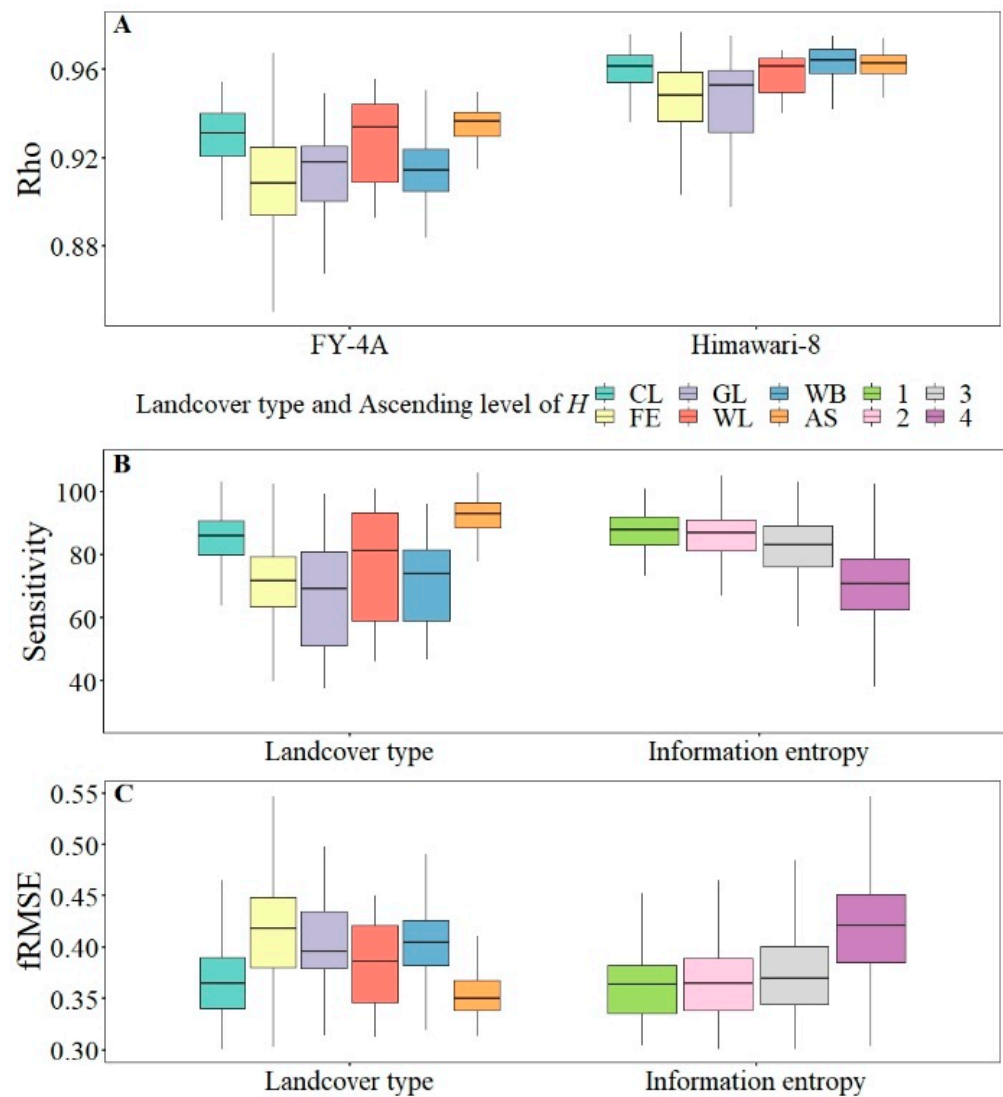 A
0.96
0.92
0.88
Rho
FY-4A Himawari-8
Landcover type and Ascending level of H
CL GL WB 1 3
FE WL AS 2 4
B
100
80
60
40
Sensitivity
Landcover type Information entropy
C
0.55
0.50
0.45
0.40
0.35
0.30
fRMSE
Landcover type Information entropy